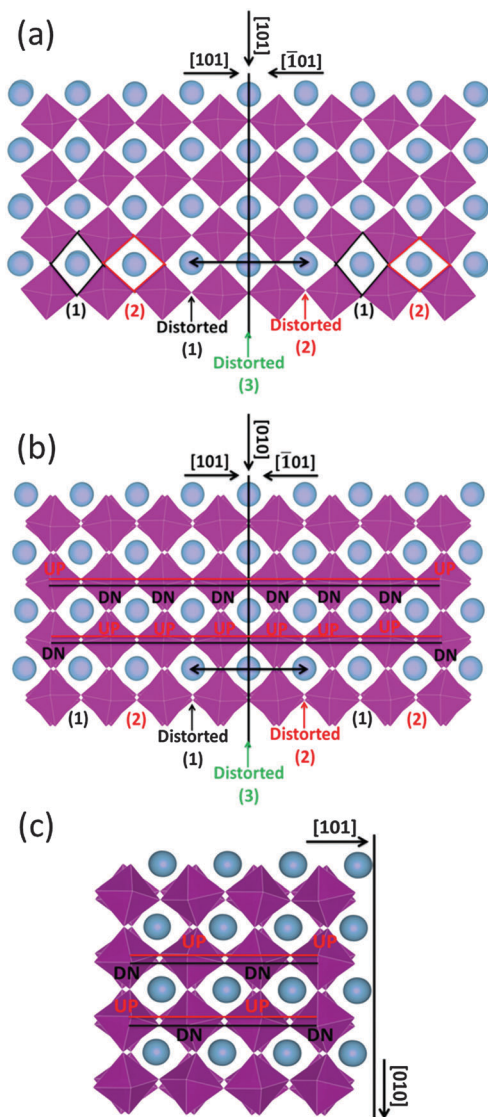 (a)
[101]
[101] [1̅01]
(1) (2) (1) (2)
Distorted Distorted
(1) (2)
Distorted
(3)
(b)
[010]
[101] [1̅01]
UP UP
DN DN DN DN DN DN
UP UP UP UP UP UP
DN DN
(1) (2) (1) (2)
Distorted Distorted
(1) (2)
Distorted
(3)
(c)
[101]
UP UP
DN DN
UP UP
DN DN
[010]